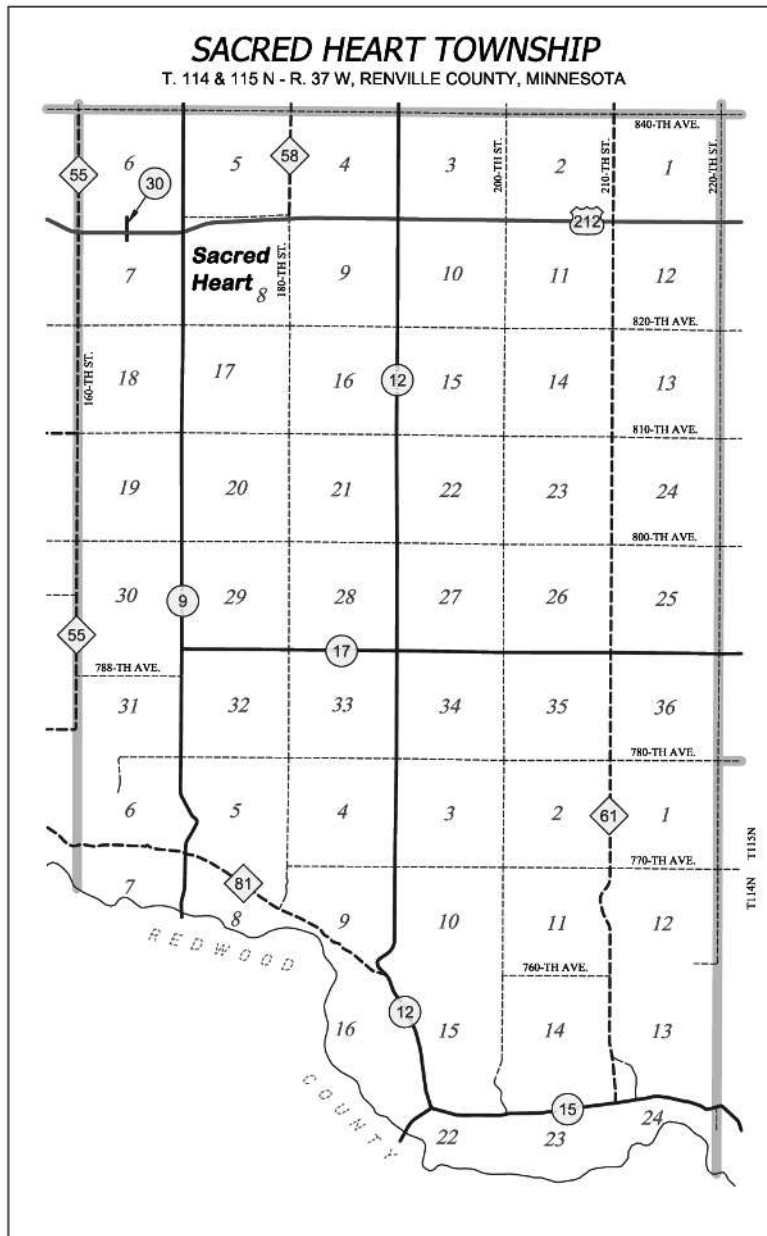 SACRED HEART TOWNSHIP
T. 114 & 115 N - R. 37 W, RENVILLE COUNTY, MINNESOTA
840-TH AVE.
6 5 58 4 3 2 1
55 30
200-TH ST. 210-TH ST. 220-TH ST.
212
Sacred
Heart 8
7 180-TH ST. 9 10 11 12
820-TH AVE.
160-TH ST. 18 17 16 12 15 14 13
810-TH AVE.
19 20 21 22 23 24
800-TH AVE.
30 9 29 28 27 26 25
55
17
788-TH AVE.
31 32 33 34 35 36
780-TH AVE.
6 5 4 3 2 61 1
770-TH AVE.
T115N
T114N
7 81 8 9 10 11 12
REDWOOD
760-TH AVE.
16 12 15 14 13
COUNTY
15
22 23 24